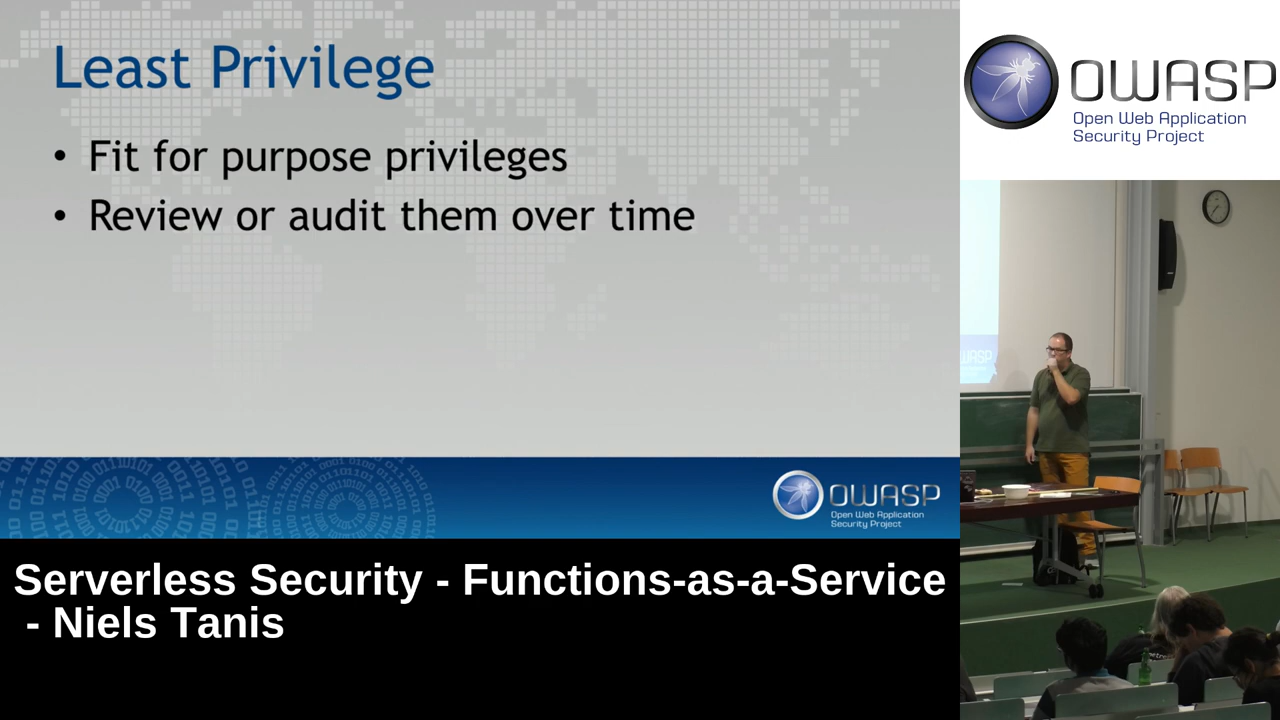 Least Privilege
• Fit for purpose privileges
• Review or audit them over time
OWASP
Open Web Application
Security Project
Serverless Security - Functions-as-a-Service
- Niels Tanis
OWASP
Open Web Application
Security Project